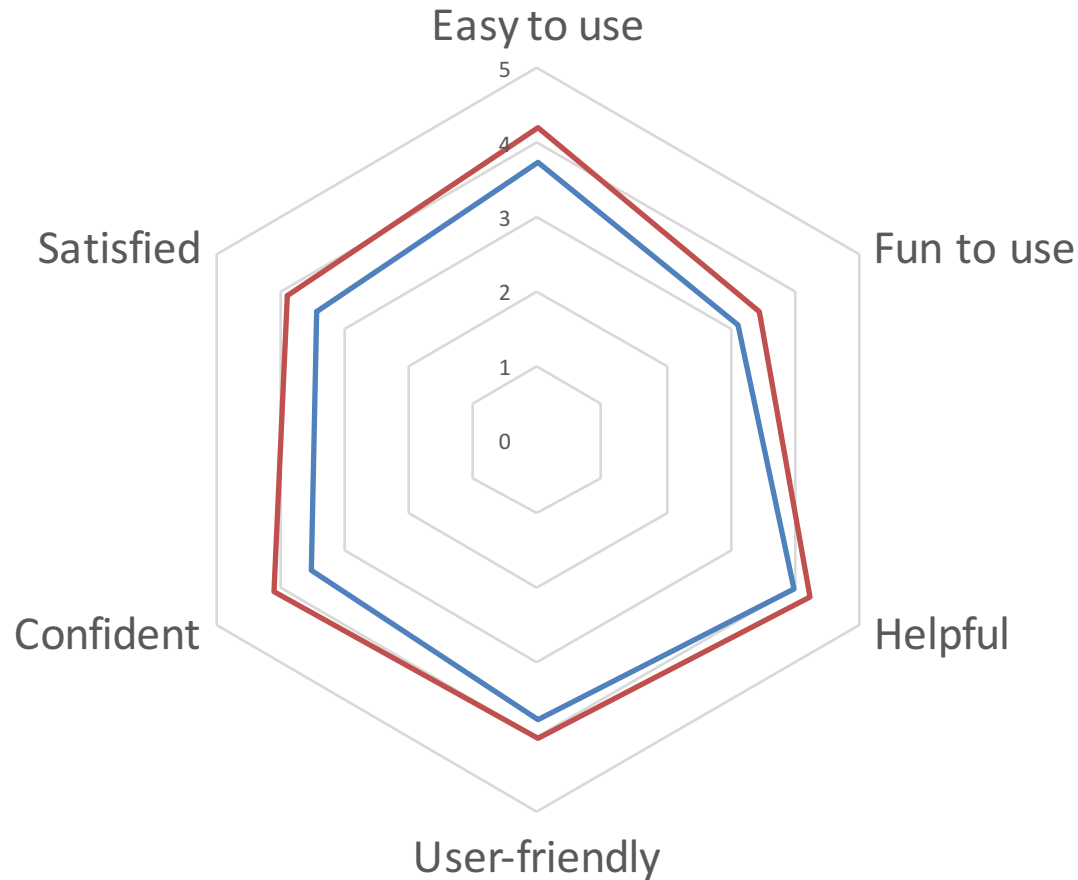 Easy to use
5
4
3
2
1
0
Satisfied
Fun to use
Confident
Helpful
User-friendly